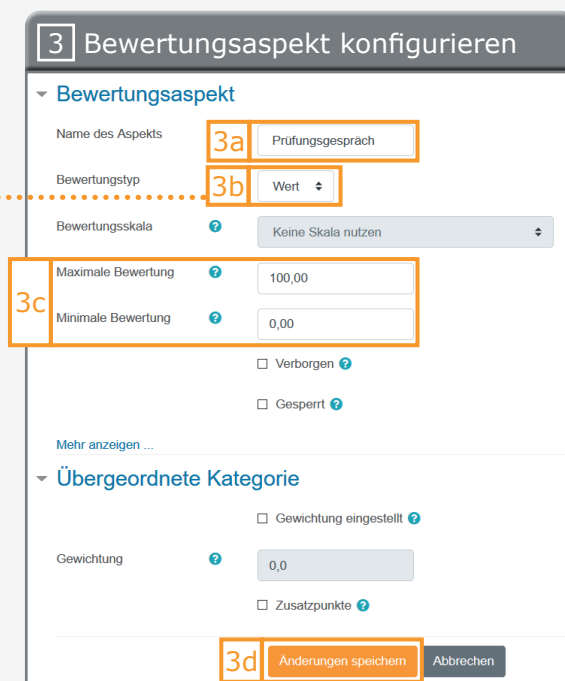 3 Bewertungsaspekt konfigurieren
Bewertungsaspekt
Name des Aspekts 3a Prüfungsgespräch
Bewertungstyp 3b Wert
Bewertungsskala ? Keine Skala nutzen
3c Maximale Bewertung ? 100,00
Minimale Bewertung ? 0,00
Verborgen ?
Gesperrt ?
Mehr anzeigen ...
Übergeordnete Kategorie
Gewichtung eingestellt ?
Gewichtung ? 0,0
Zusatzpunkte ?
3d Änderungen speichern Abbrechen